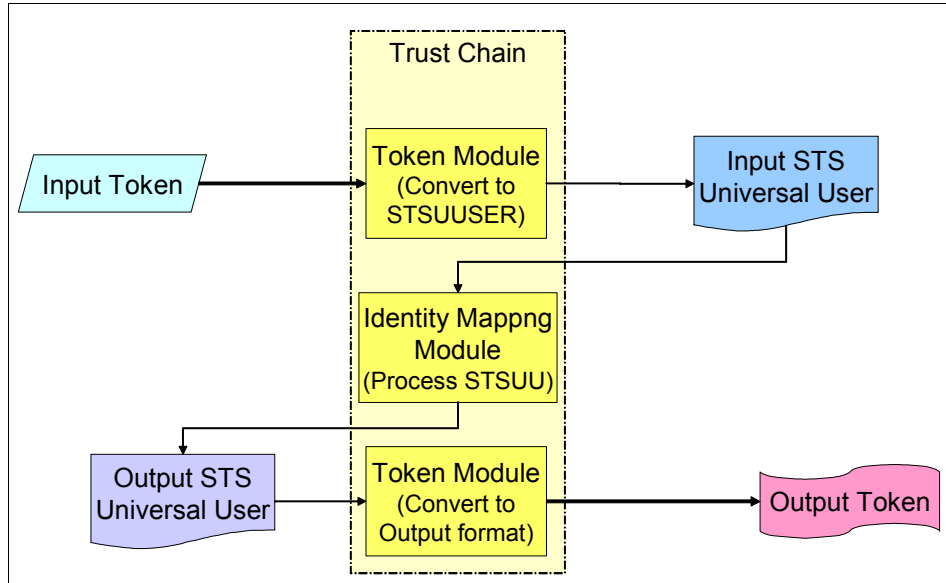 Trust Chain
Input Token
Token Module
(Convert to
STSUUSER)
Input STS
Universal User
Identity Mappng
Module
(Process STSUU)
Output STS
Universal User
Token Module
(Convert to
Output format)
Output Token